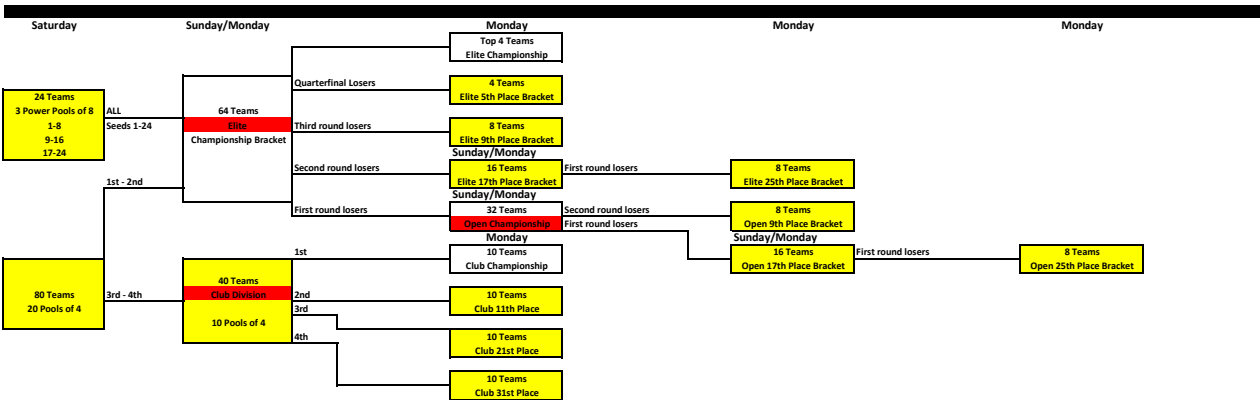 Saturday
Sunday/Monday
Monday
Monday
Monday
Top 4 Teams
Elite Championship
Quarterfinal Losers
4 Teams
Elite 5th Place Bracket
24 Teams
3 Power Pools of 8
1-8
9-16
17-24
ALL
Seeds 1-24
64 Teams
Elite
Championship Bracket
Third round losers
8 Teams
Elite 9th Place Bracket
Sunday/Monday
Second round losers
16 Teams
Elite 17th Place Bracket
First round losers
8 Teams
Elite 25th Place Bracket
1st - 2nd
Sunday/Monday
First round losers
32 Teams
Open Championship
Second round losers
First round losers
8 Teams
Open 9th Place Bracket
Monday
Sunday/Monday
1st
10 Teams
Club Championship
16 Teams
Open 17th Place Bracket
First round losers
8 Teams
Open 25th Place Bracket
80 Teams
20 Pools of 4
3rd - 4th
40 Teams
Club Division
10 Pools of 4
2nd
3rd
4th
10 Teams
Club 11th Place
10 Teams
Club 21st Place
10 Teams
Club 31st Place